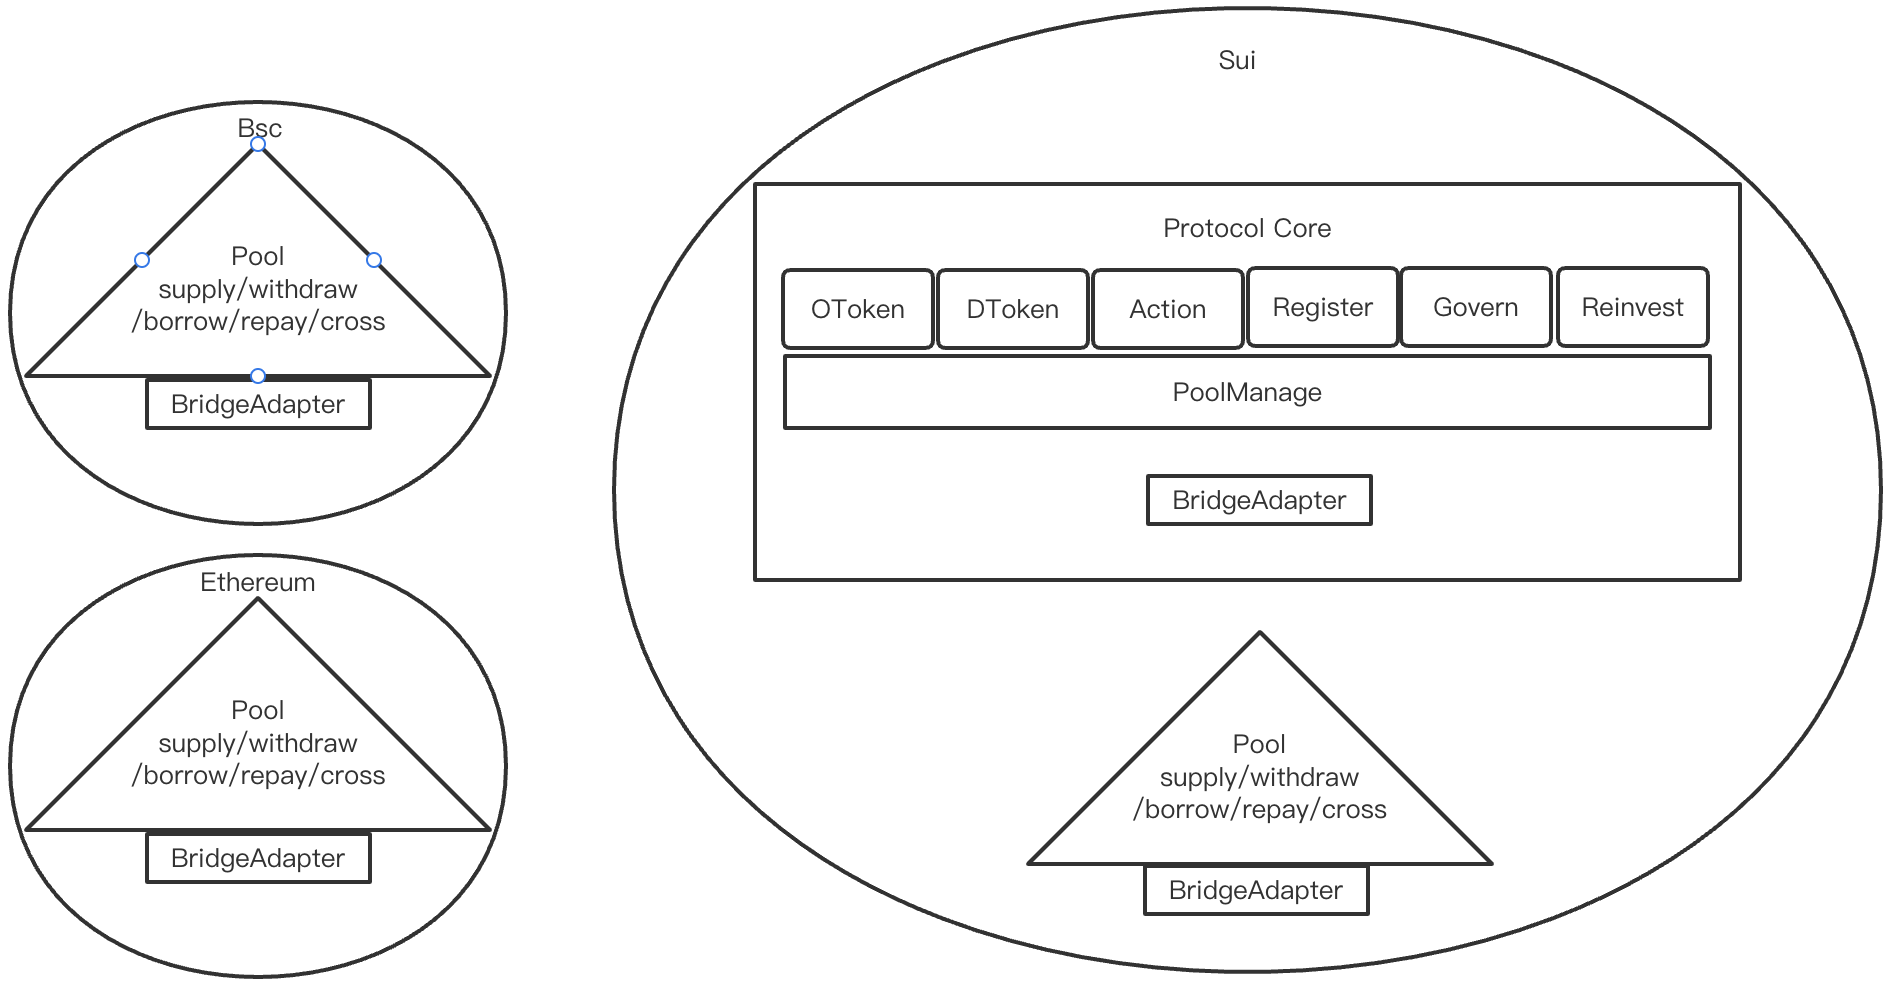 Bsc
Pool
supply/withdraw
/borrow/repay/cross
BridgeAdapter
Ethereum
Pool
supply/withdraw
/borrow/repay/cross
BridgeAdapter
Sui
Protocol Core
OToken
DToken
Action
Register
Govern
Reinvest
PoolManage
BridgeAdapter
Pool
supply/withdraw
/borrow/repay/cross
BridgeAdapter